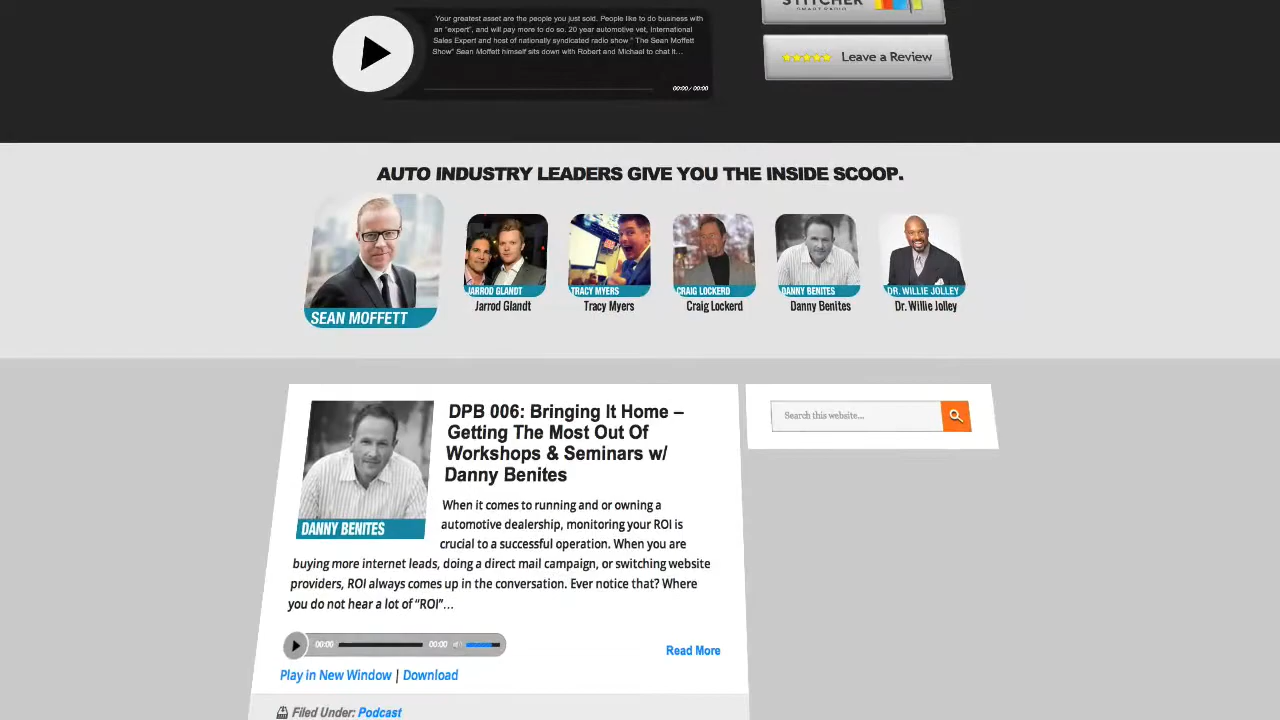 STITCHER
SMART RADIO
Your greatest asset are the people you just sold. People like to do business with
an "expert", and will pay more to do so. 20 year automotive vet, International
Sales Expert and host of nationally syndicated radio show " The Sean Moffett
Show" Sean Moffett himself sits down with Robert and Michael to chat it…
00:00/ 00:00
Leave a Review
AUTO INDUSTRY LEADERS GIVE YOU THE INSIDE SCOOP.
SEAN MOFFETT
JARROD GLANDT
TRACY MYERS
CRAIG LOCKERD
DANNY BENITES
DR. WILLIE JOLLEY
Jarrod Glandt
Tracy Myers
Craig Lockerd
Danny Benites
Dr. Willie Jolley
DANNY BENITES
DPB 006: Bringing It Home –
Getting The Most Out Of
Workshops & Seminars w/
Danny Benites
When it comes to running and or owning a
automotive dealership, monitoring your ROI is
crucial to a successful operation. When you are
buying more internet leads, doing a direct mail campaign, or switching website
providers, ROI always comes up in the conversation. Ever notice that? Where
you do not hear a lot of “ROI”…
00:00 00:00
Read More
Play in New Window | Download
Filed Under: Podcast
Search this website…